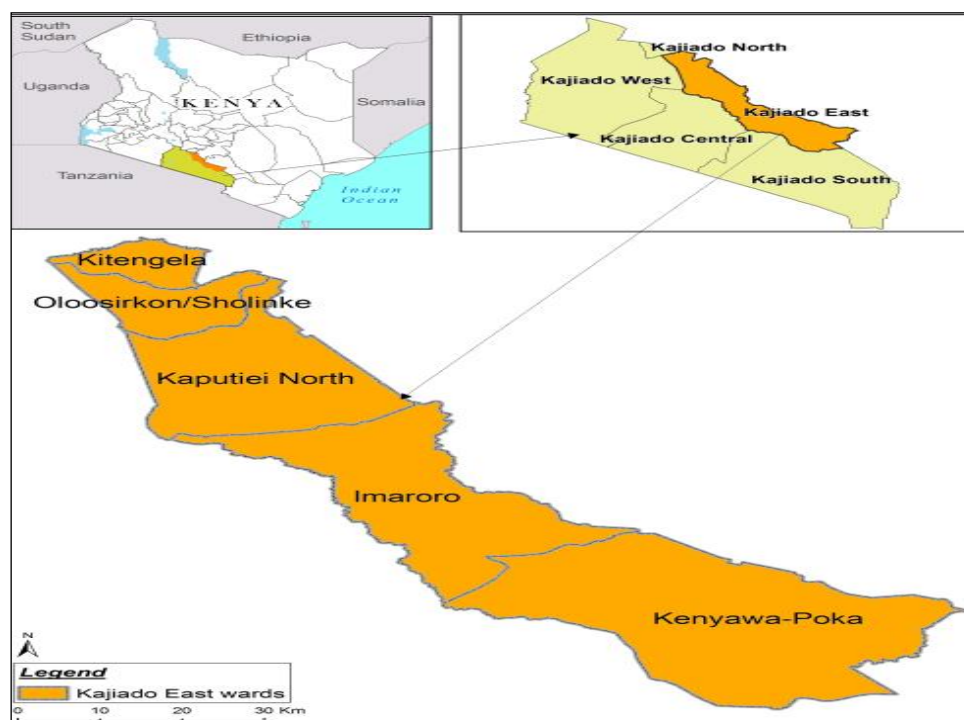 South
Sudan
Ethiopia
Uganda
KENYA
Somalia
Tanzania
Indian
Ocean
Kajiado North
Kajiado West
Kajiado East
Kajiado Central
Kajiado South
Kitengela
Oloosirkon/Sholinke
Kaputiei North
Imaroro
Kenyawa-Poka
N
Legend
Kajiado East wards
0 10 20 30 Km